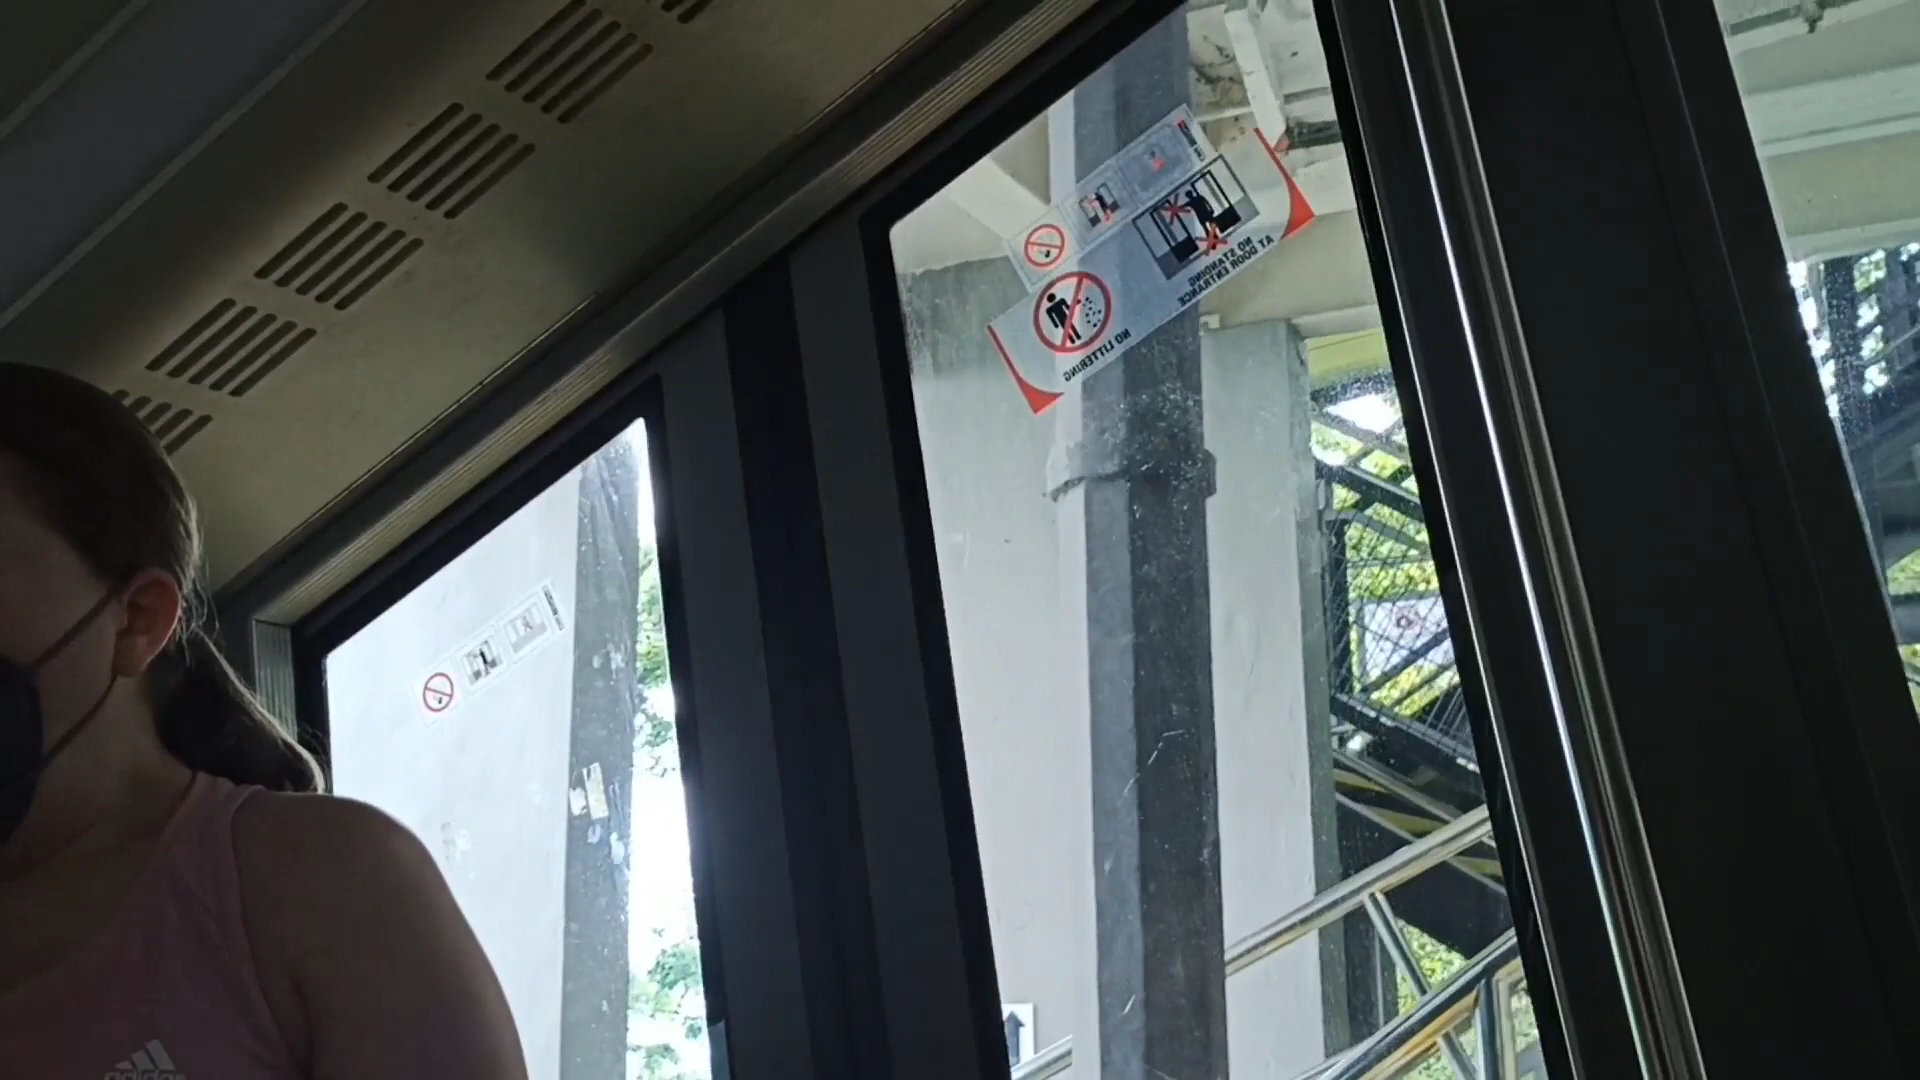 NO STANDING
AT DOOR ENTRANCE
NO LITTERING
adidas